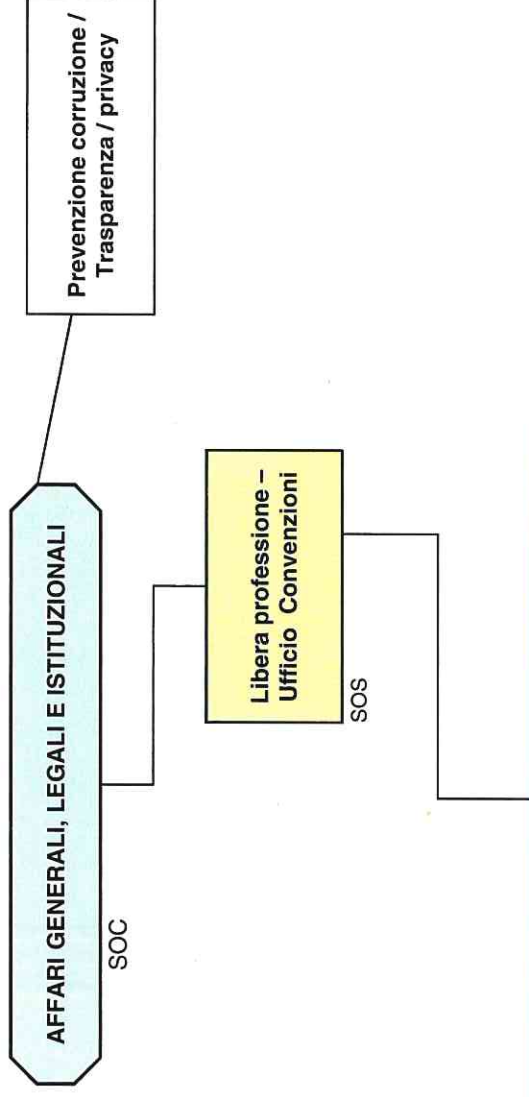 AFFARI GENERALI, LEGALI E ISTITUZIONALI
SOC
Prevenzione corruzione /
Trasparenza / privacy
Libera professione –
Ufficio Convenzioni
SOS